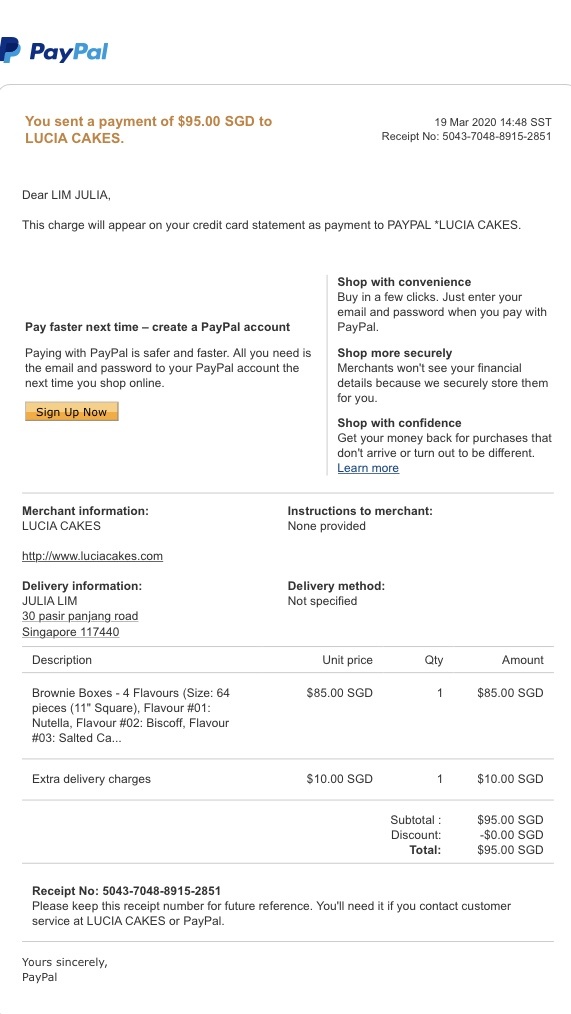 PayPal
You sent a payment of $95.00 SGD to
LUCIA CAKES.
19 Mar 2020 14:48 SST
Receipt No: 5043-7048-8915-2851
Dear LIM JULIA,
This charge will appear on your credit card statement as payment to PAYPAL *LUCIA CAKES.
Pay faster next time – create a PayPal account
Paying with PayPal is safer and faster. All you need is
the email and password to your PayPal account the
next time you shop online.
Sign Up Now
Shop with convenience
Buy in a few clicks. Just enter your
email and password when you pay with
PayPal.
Shop more securely
Merchants won't see your financial
details because we securely store them
for you.
Shop with confidence
Get your money back for purchases that
don't arrive or turn out to be different.
Learn more
Merchant information:
LUCIA CAKES
http://www.luciacakes.com
Instructions to merchant:
None provided
Delivery information:
JULIA LIM
30 pasir panjang road
Singapore 117440
Delivery method:
Not specified
Description Unit price Qty Amount
Brownie Boxes - 4 Flavours (Size: 64 $85.00 SGD 1 $85.00 SGD
pieces (11" Square), Flavour #01:
Nutella, Flavour #02: Biscoff, Flavour
#03: Salted Ca...
Extra delivery charges $10.00 SGD 1 $10.00 SGD
Subtotal : $95.00 SGD
Discount: -$0.00 SGD
Total: $95.00 SGD
Receipt No: 5043-7048-8915-2851
Please keep this receipt number for future reference. You'll need it if you contact customer
service at LUCIA CAKES or PayPal.
Yours sincerely,
PayPal